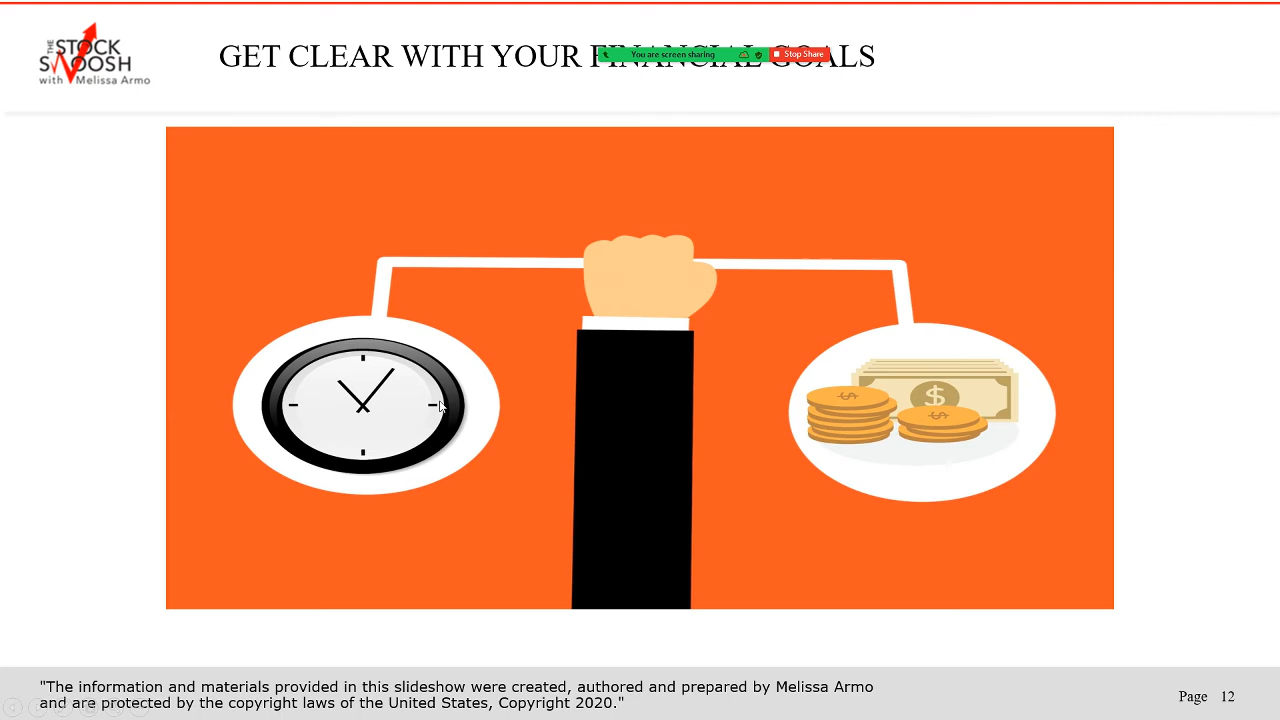 THE
STOCK
SWOOSH
with Melissa Armo
GET CLEAR WITH YOUR FINANCIAL GOALS
You are screen sharing
Stop Share
$
$
$
"The information and materials provided in this slideshow were created, authored and prepared by Melissa Armo
and are protected by the copyright laws of the United States, Copyright 2020."
Page 12